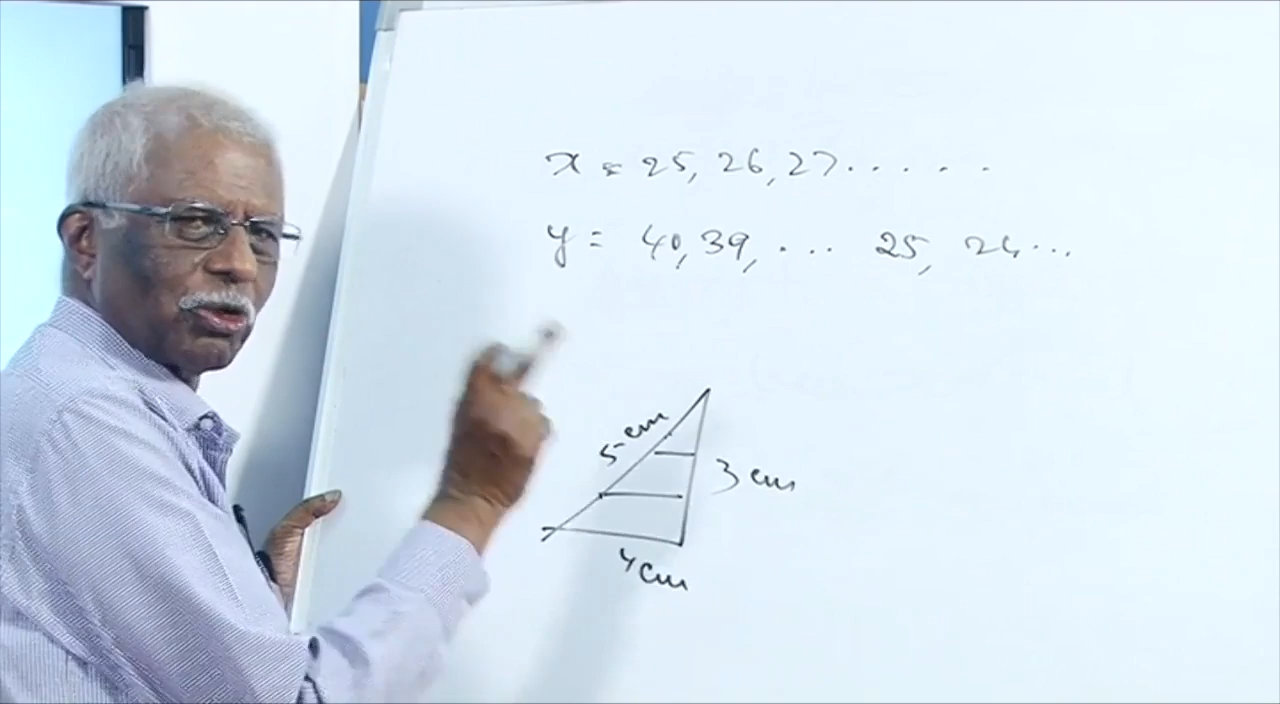 x = 25, 26, 27.....
y = 40, 39, ... 25, 24...
5 cm
3 cm
4 cm